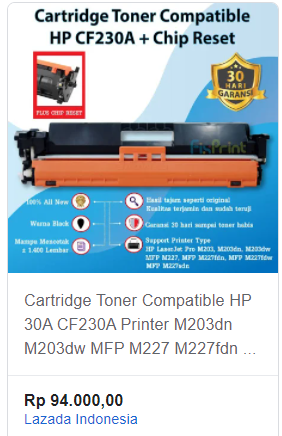 Cartridge Toner Compatible
HP CF230A + Chip Reset
PLUS CHIP RESET
30
HARI
GARANSI
FixPrint
100% All New
Hasil tajam seperti original
Kualitas terjamin dan sudah teruji
Warna Black
Garansi 30 hari sampai toner habis
Mampu Mencetak
± 1.400 Lembar
Support Printer Type
HP LaserJet Pro M203, M203dn, M203dw
MFP M227, MFP M227fdn, MFP M227fdw
MFP M227sdn
Cartridge Toner Compatible HP
30A CF230A Printer M203dn
M203dw MFP M227 M227fdn ...
Rp 94.000,00
Lazada Indonesia